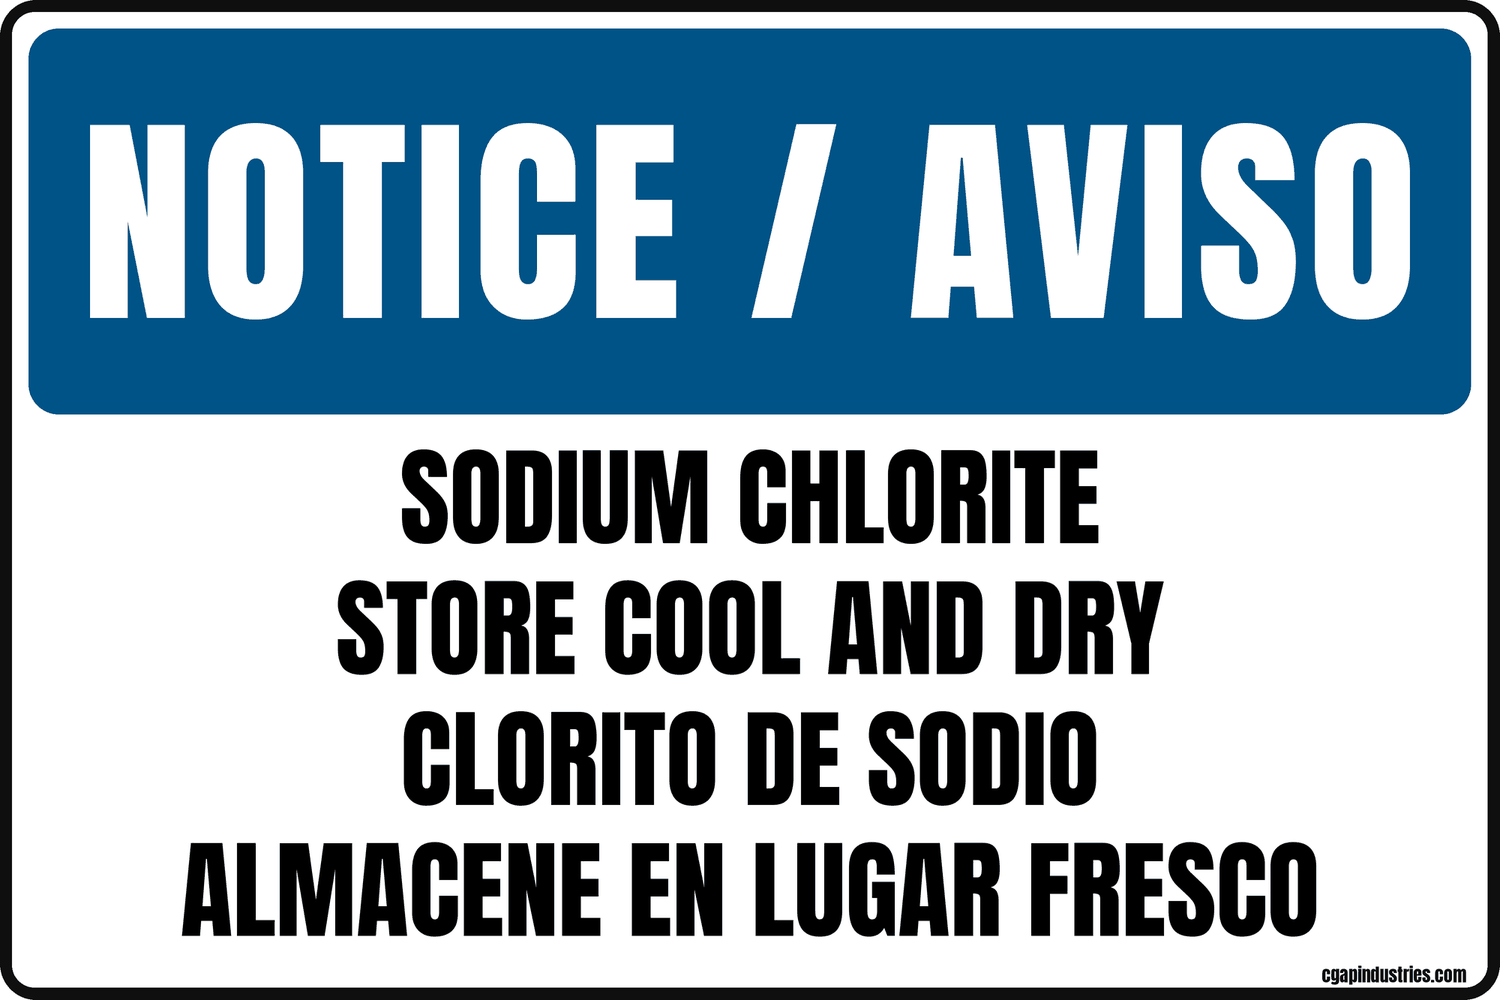 NOTICE / AVISO
SODIUM CHLORITE
STORE COOL AND DRY
CLORITO DE SODIO
ALMACENE EN LUGAR FRESCO
cgapindustries.com